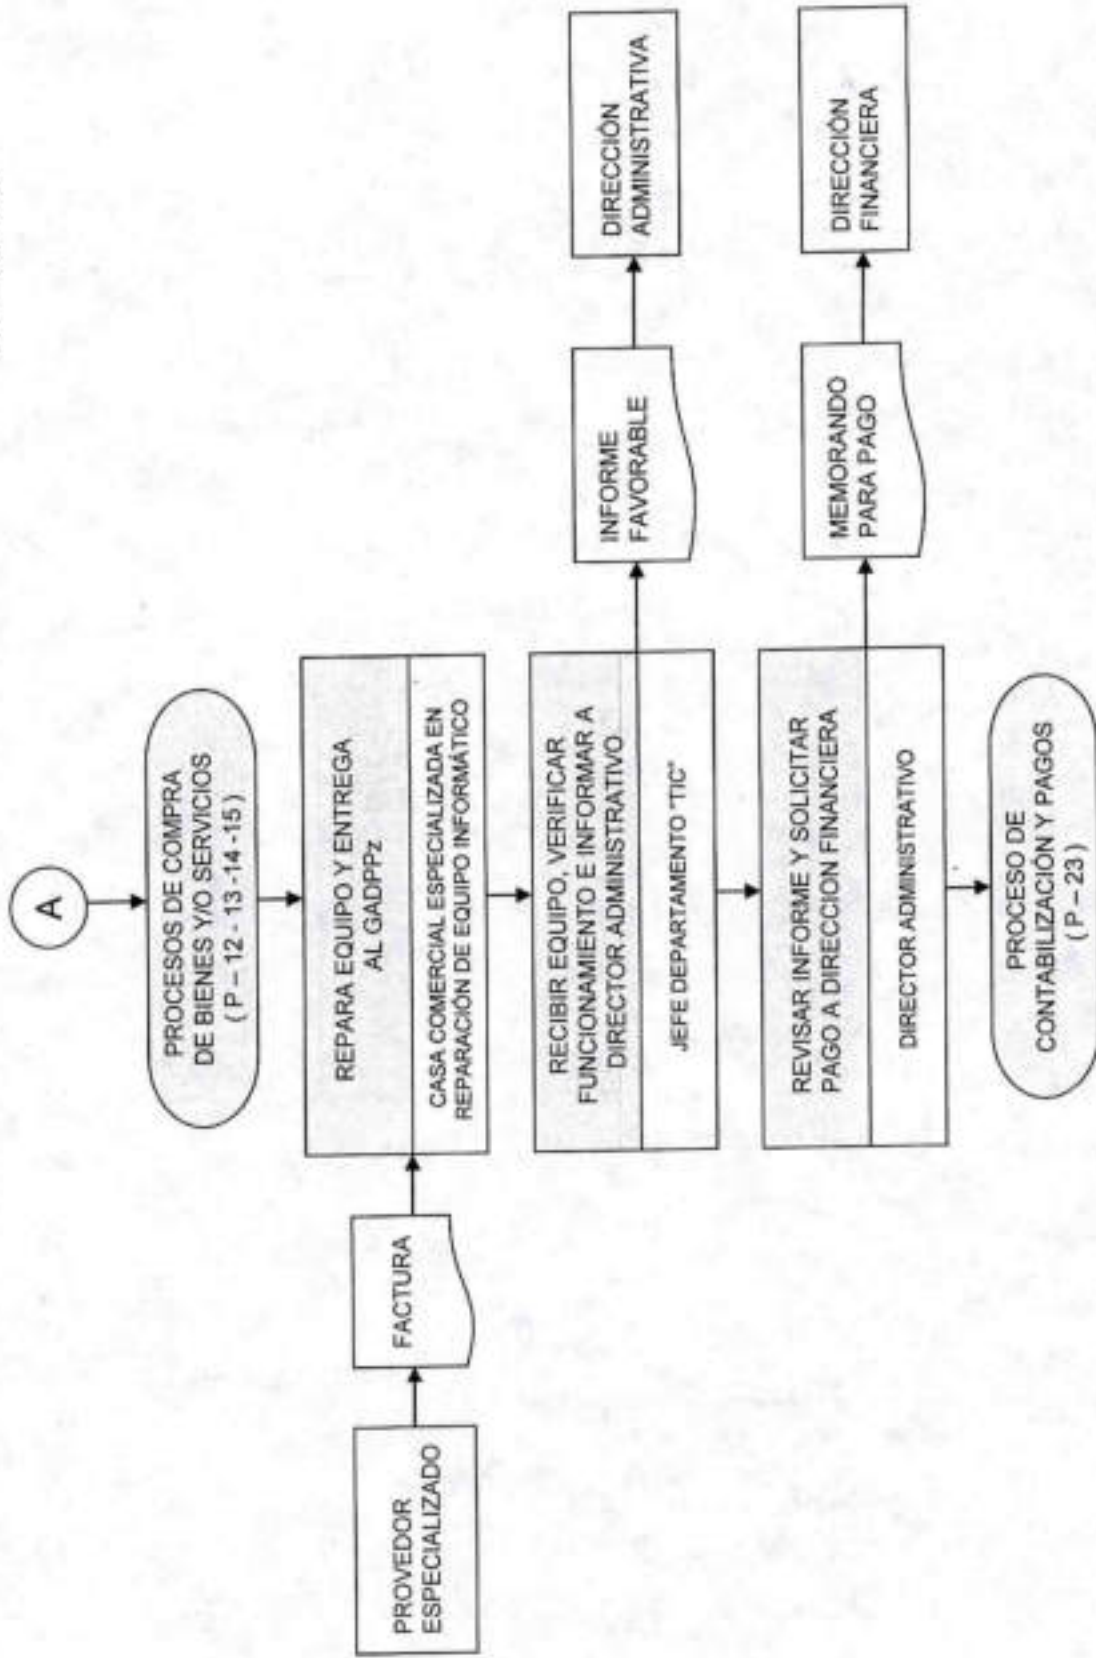 A
PROCESOS DE COMPRA
DE BIENES Y/O SERVICIOS
( P – 12 - 13 -14 -15 )
PROVEDOR
ESPECIALIZADO
FACTURA
REPARA EQUIPO Y ENTREGA
AL GADPPz
CASA COMERCIAL ESPECIALIZADA EN
REPARACIÓN DE EQUIPO INFORMÁTICO
RECIBIR EQUIPO, VERIFICAR
FUNCIONAMIENTO E INFORMAR A
DIRECTOR ADMINISTRATIVO
JEFE DEPARTAMENTO "TIC"
INFORME
FAVORABLE
DIRECCIÓN
ADMINISTRATIVA
REVISAR INFORME Y SOLICITAR
PAGO A DIRECCION FINANCIERA
DIRECTOR ADMINISTRATIVO
MEMORANDO
PARA PAGO
DIRECCIÓN
FINANCIERA
PROCESO DE
CONTABILIZACIÓN Y PAGOS
( P – 23 )